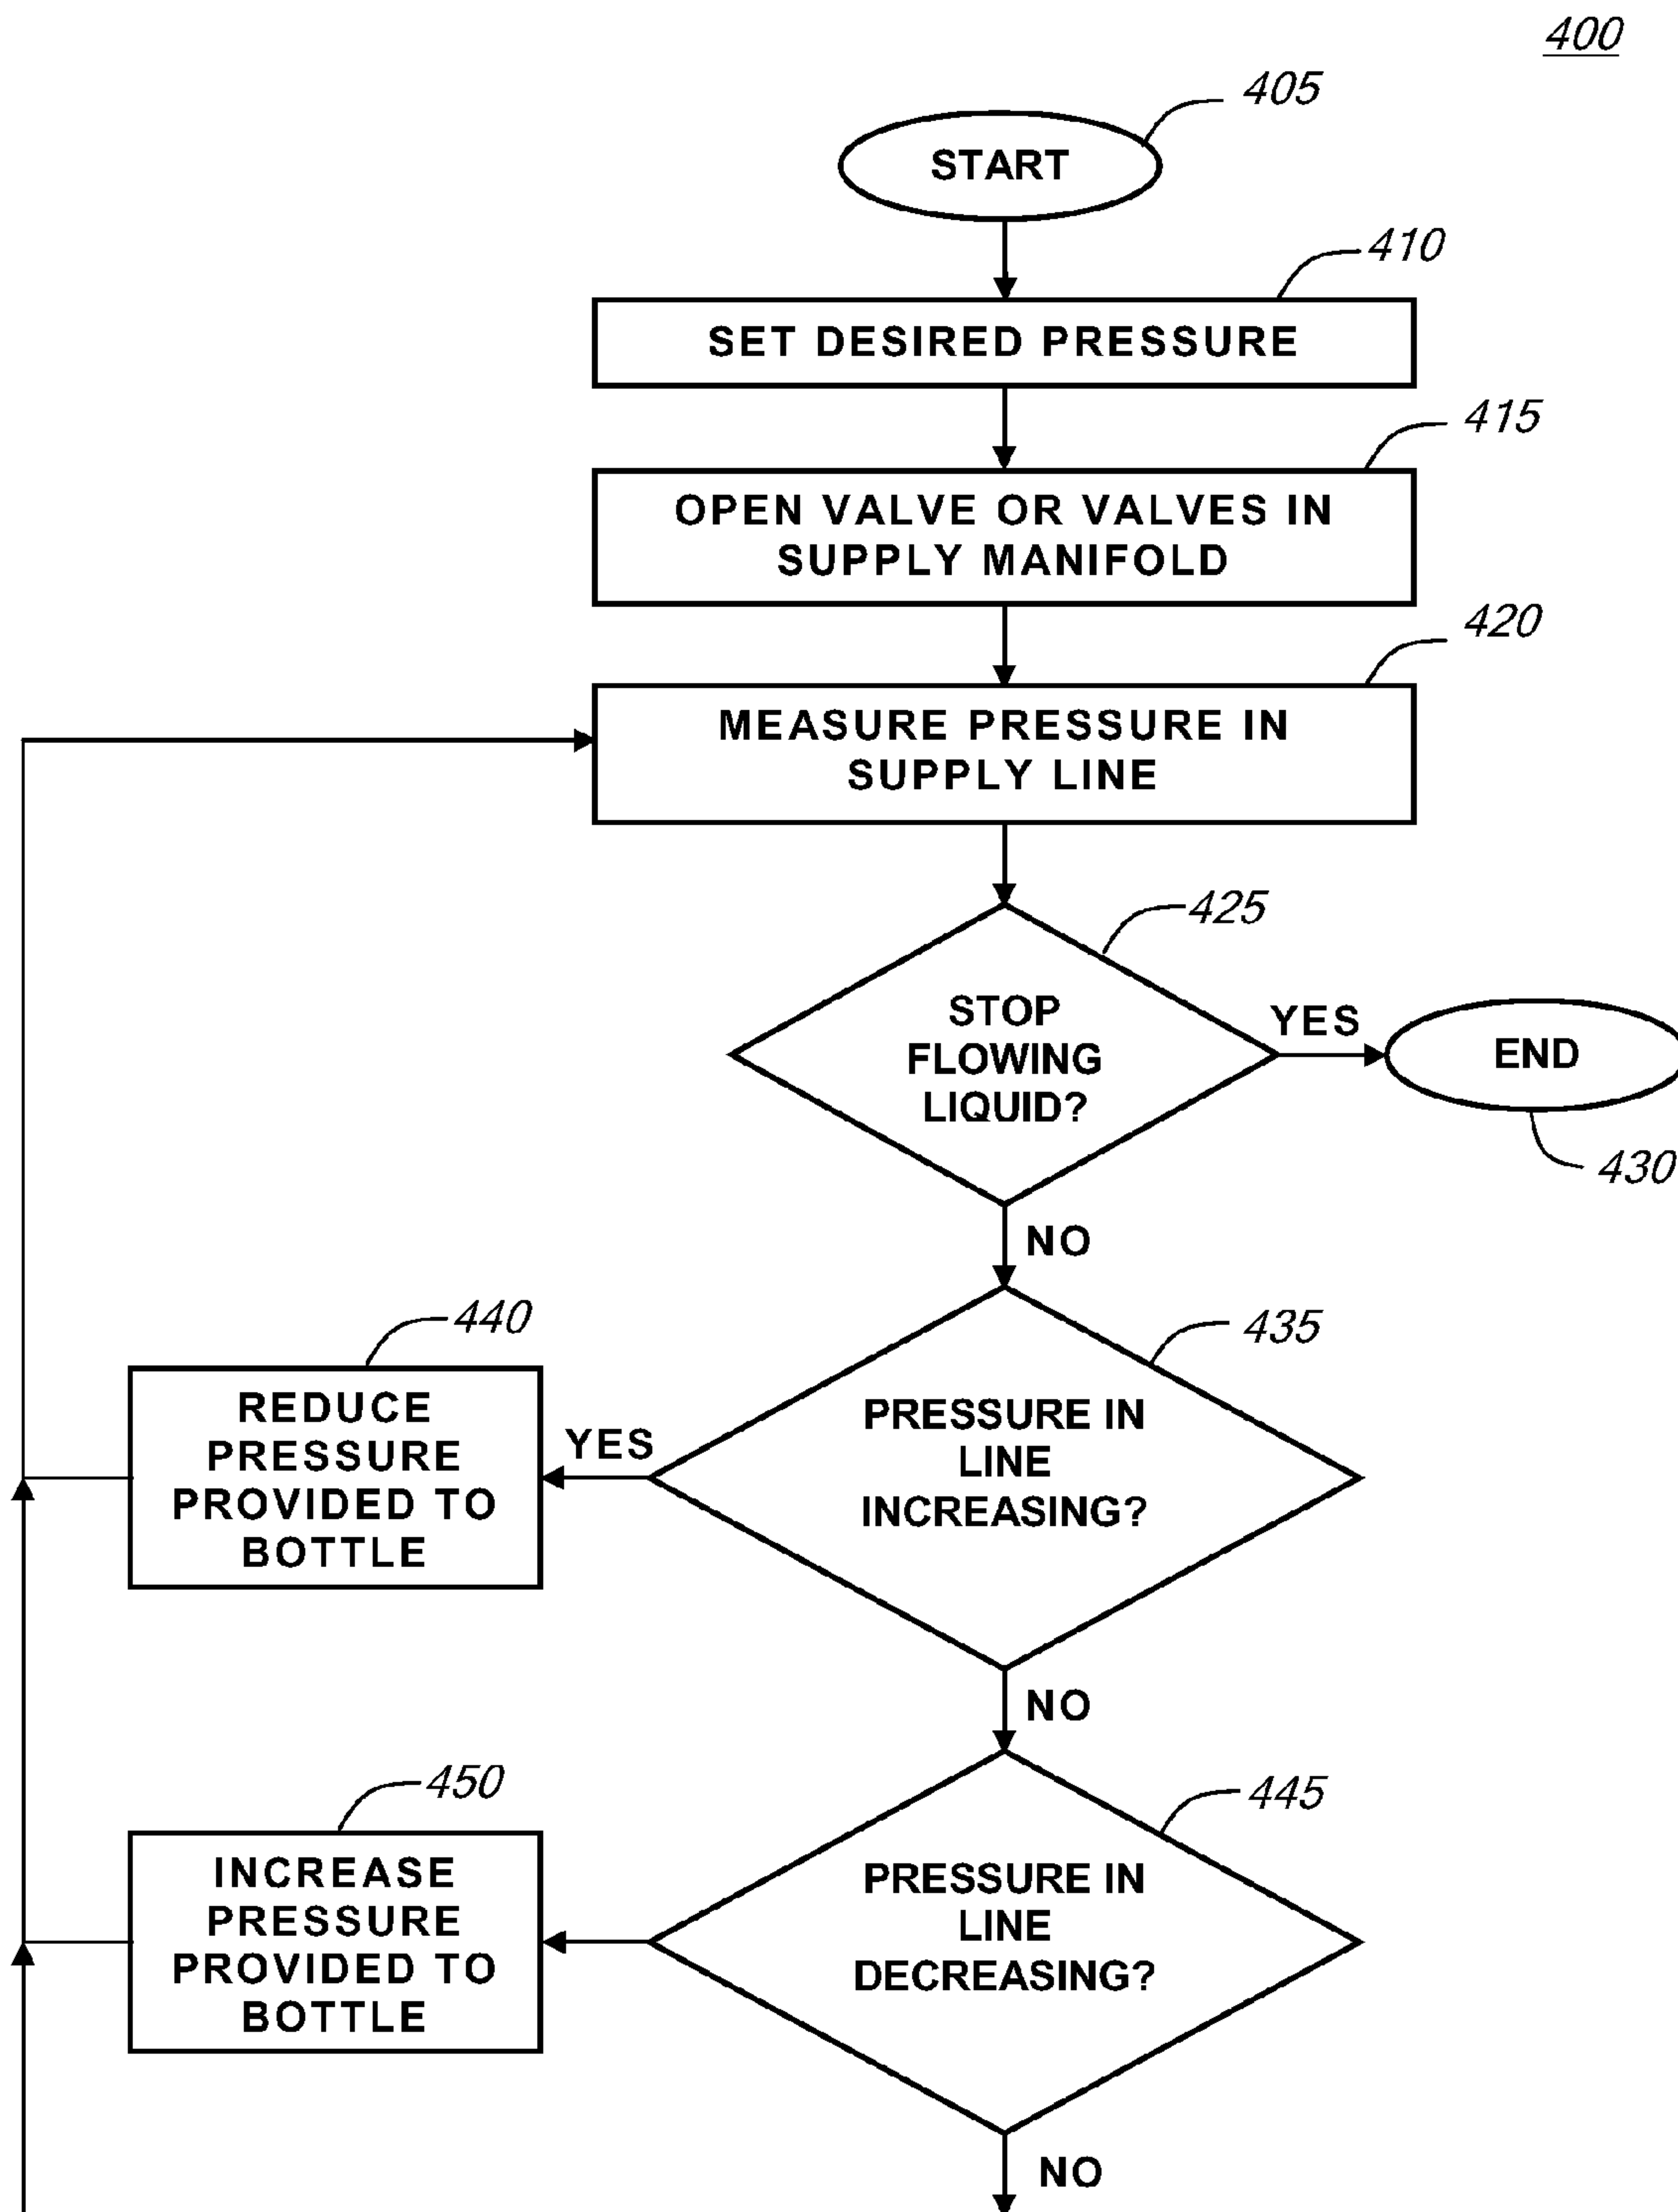 400
405
START
410
SET DESIRED PRESSURE
415
OPEN VALVE OR VALVES IN
SUPPLY MANIFOLD
420
MEASURE PRESSURE IN
SUPPLY LINE
425
STOP
FLOWING
LIQUID?
YES
END
430
NO
440
REDUCE
PRESSURE
PROVIDED TO
BOTTLE
YES
435
PRESSURE IN
LINE
INCREASING?
NO
450
INCREASE
PRESSURE
PROVIDED TO
BOTTLE
445
PRESSURE IN
LINE
DECREASING?
NO